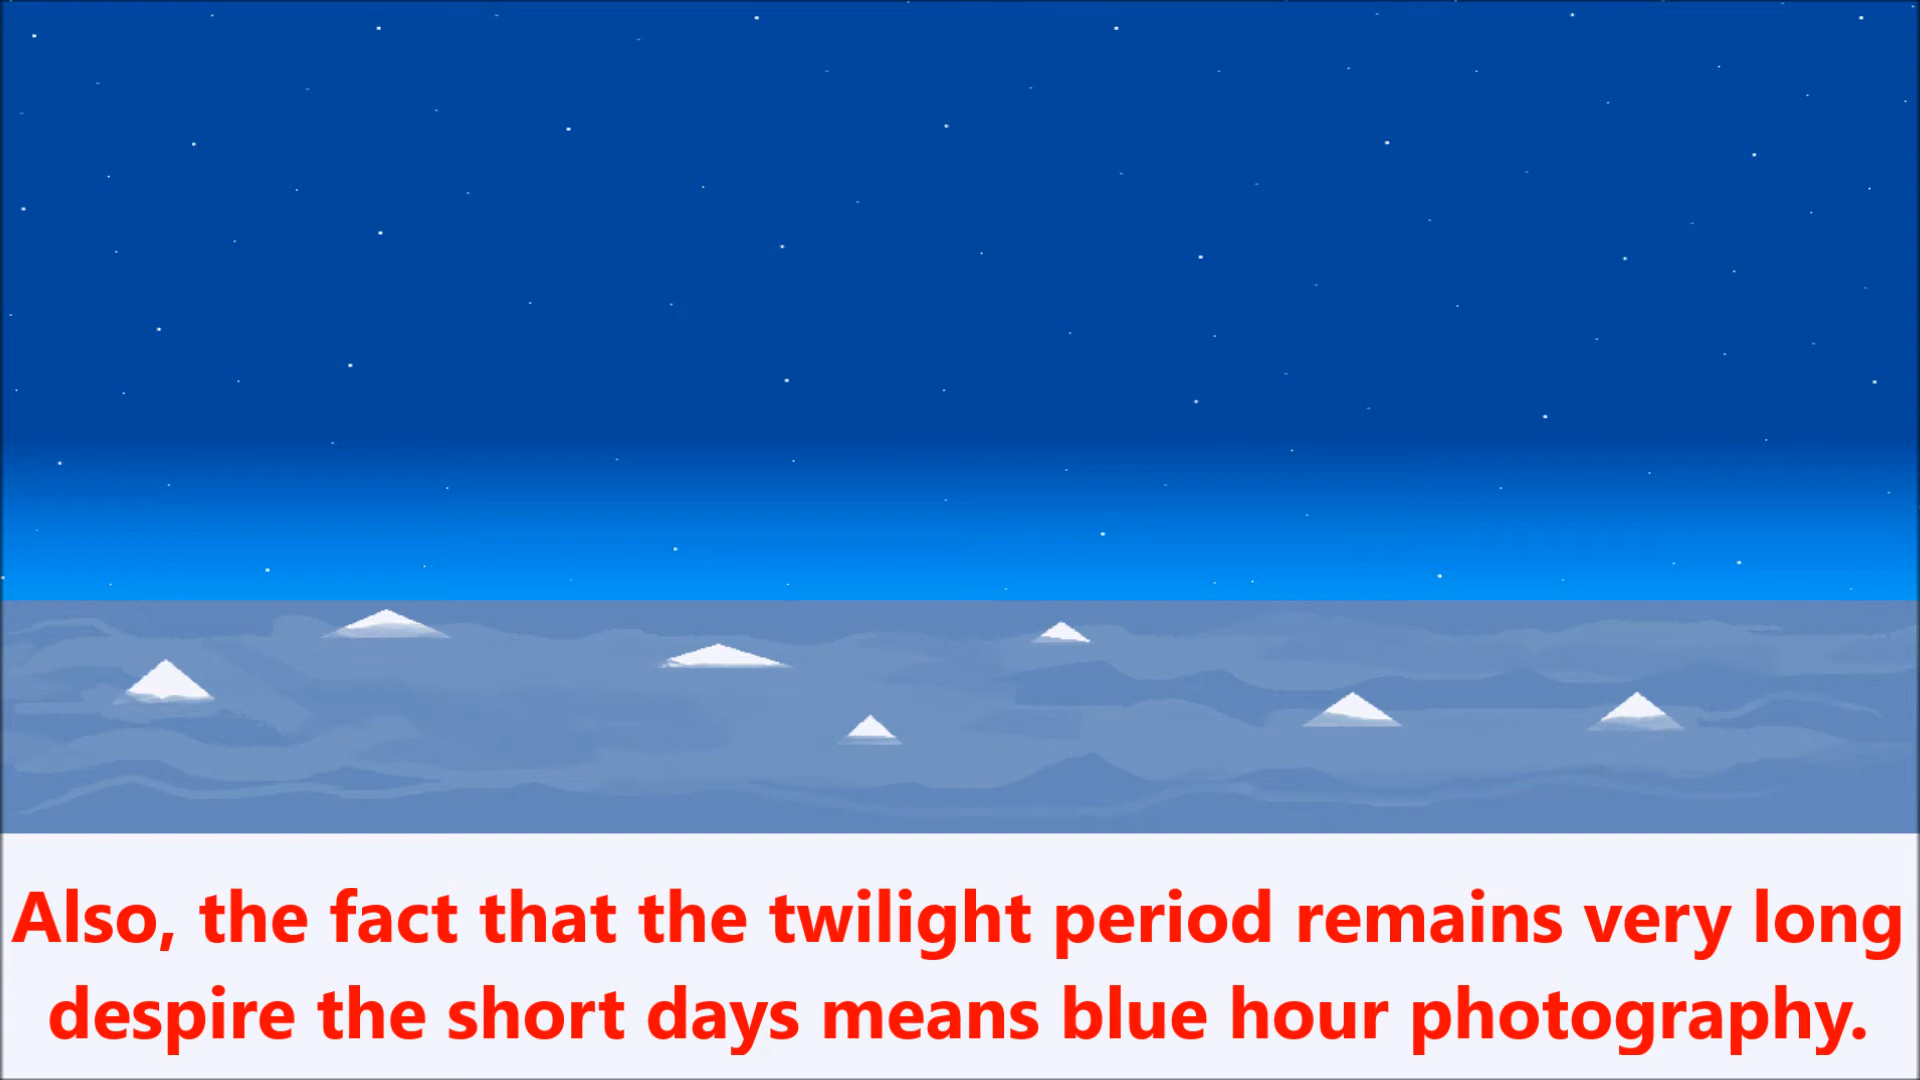 Also, the fact that the twilight period remains very long
despire the short days means blue hour photography.